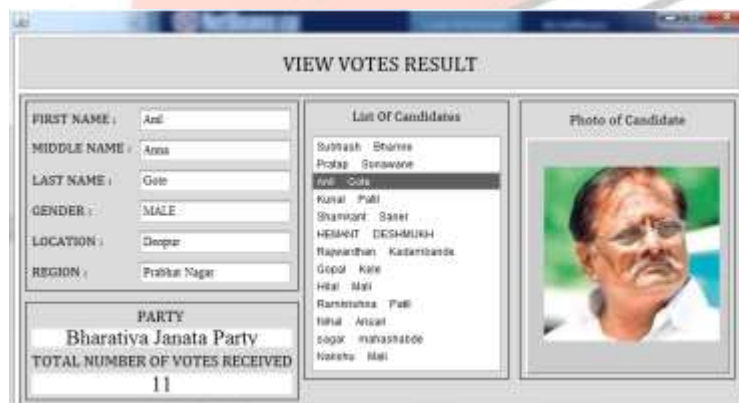 VIEW VOTES RESULT
FIRST NAME : Anil
MIDDLE NAME : Anna
LAST NAME : Gote
GENDER : MALE
LOCATION : Deopur
REGION : Prabhat Nagar
PARTY
Bharatiya Janata Party
TOTAL NUMBER OF VOTES RECEIVED
11
List Of Candidates
Subhash Bhamre
Pratap Sonawane
Anil Gote
Kunal Patil
Shamkant Saner
HEMANT DESHMUKH
Rajwardhan Kadambande
Gopal Kele
Hilal Mali
Ramkrishna Patil
Nihal Ansari
sagar mahashabde
Nakshu Mali
Photo of Candidate